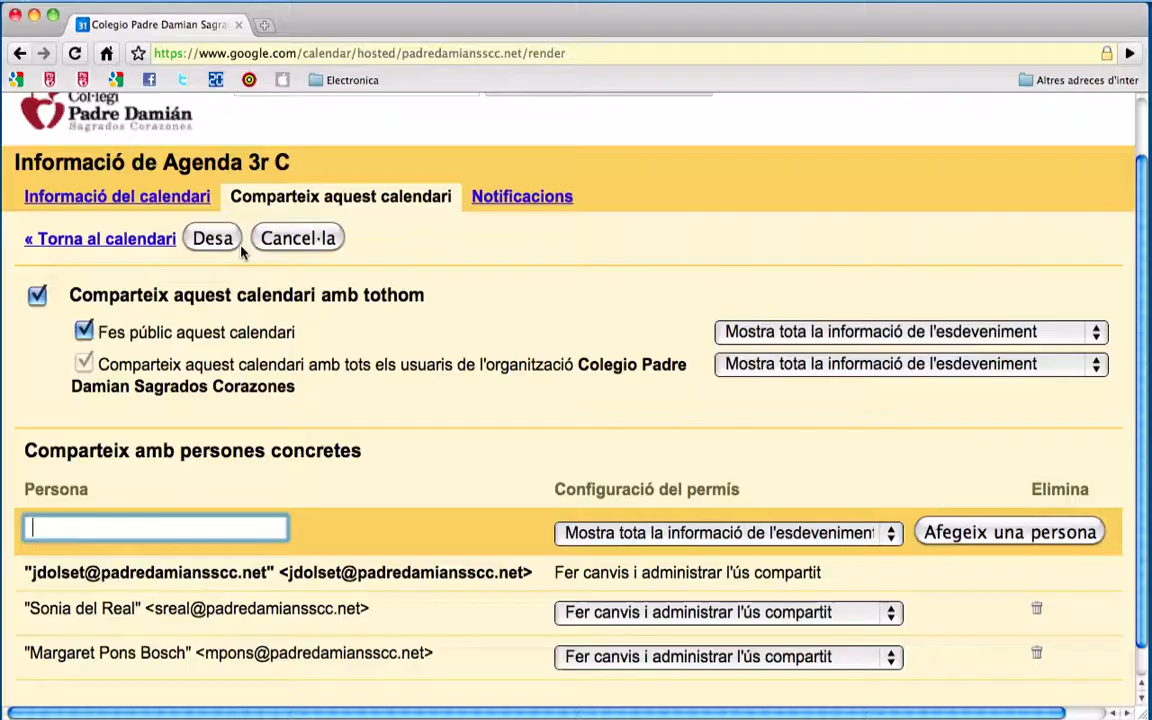 31 Colegio Padre Damian Sagra
https://www.google.com/calendar/hosted/padredamiansscc.net/render
Electronica
Altres adreces d'inter
Col·legi
Padre Damián
Sagrados Corazones
Informació de Agenda 3r C
Informació del calendari
Comparteix aquest calendari
Notificacions
« Torna al calendari
Desa
Cancel·la
Comparteix aquest calendari amb tothom
Fes públic aquest calendari
Mostra tota la informació de l'esdeveniment
Comparteix aquest calendari amb tots els usuaris de l'organització Colegio Padre
Damian Sagrados Corazones
Mostra tota la informació de l'esdeveniment
Comparteix amb persones concretes
Persona
Configuració del permís
Elimina
Mostra tota la informació de l'esdeveniment
Afegeix una persona
"jdolset@padredamiansscc.net" <jdolset@padredamiansscc.net>
Fer canvis i administrar l'ús compartit
"Sonia del Real" <sreal@padredamiansscc.net>
Fer canvis i administrar l'ús compartit
"Margaret Pons Bosch" <mpons@padredamiansscc.net>
Fer canvis i administrar l'ús compartit